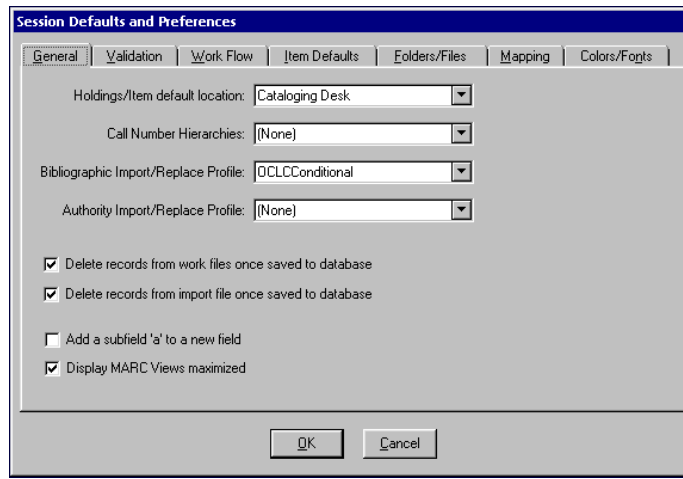 Session Defaults and Preferences
General Validation Work Flow Item Defaults Folders/Files Mapping Colors/Fonts
Holdings/Item default location: Cataloging Desk
Call Number Hierarchies: (None)
Bibliographic Import/Replace Profile: OCLCConditional
Authority Import/Replace Profile: (None)
Delete records from work files once saved to database
Delete records from import file once saved to database
Add a subfield 'a' to a new field
Display MARC Views maximized
OK Cancel